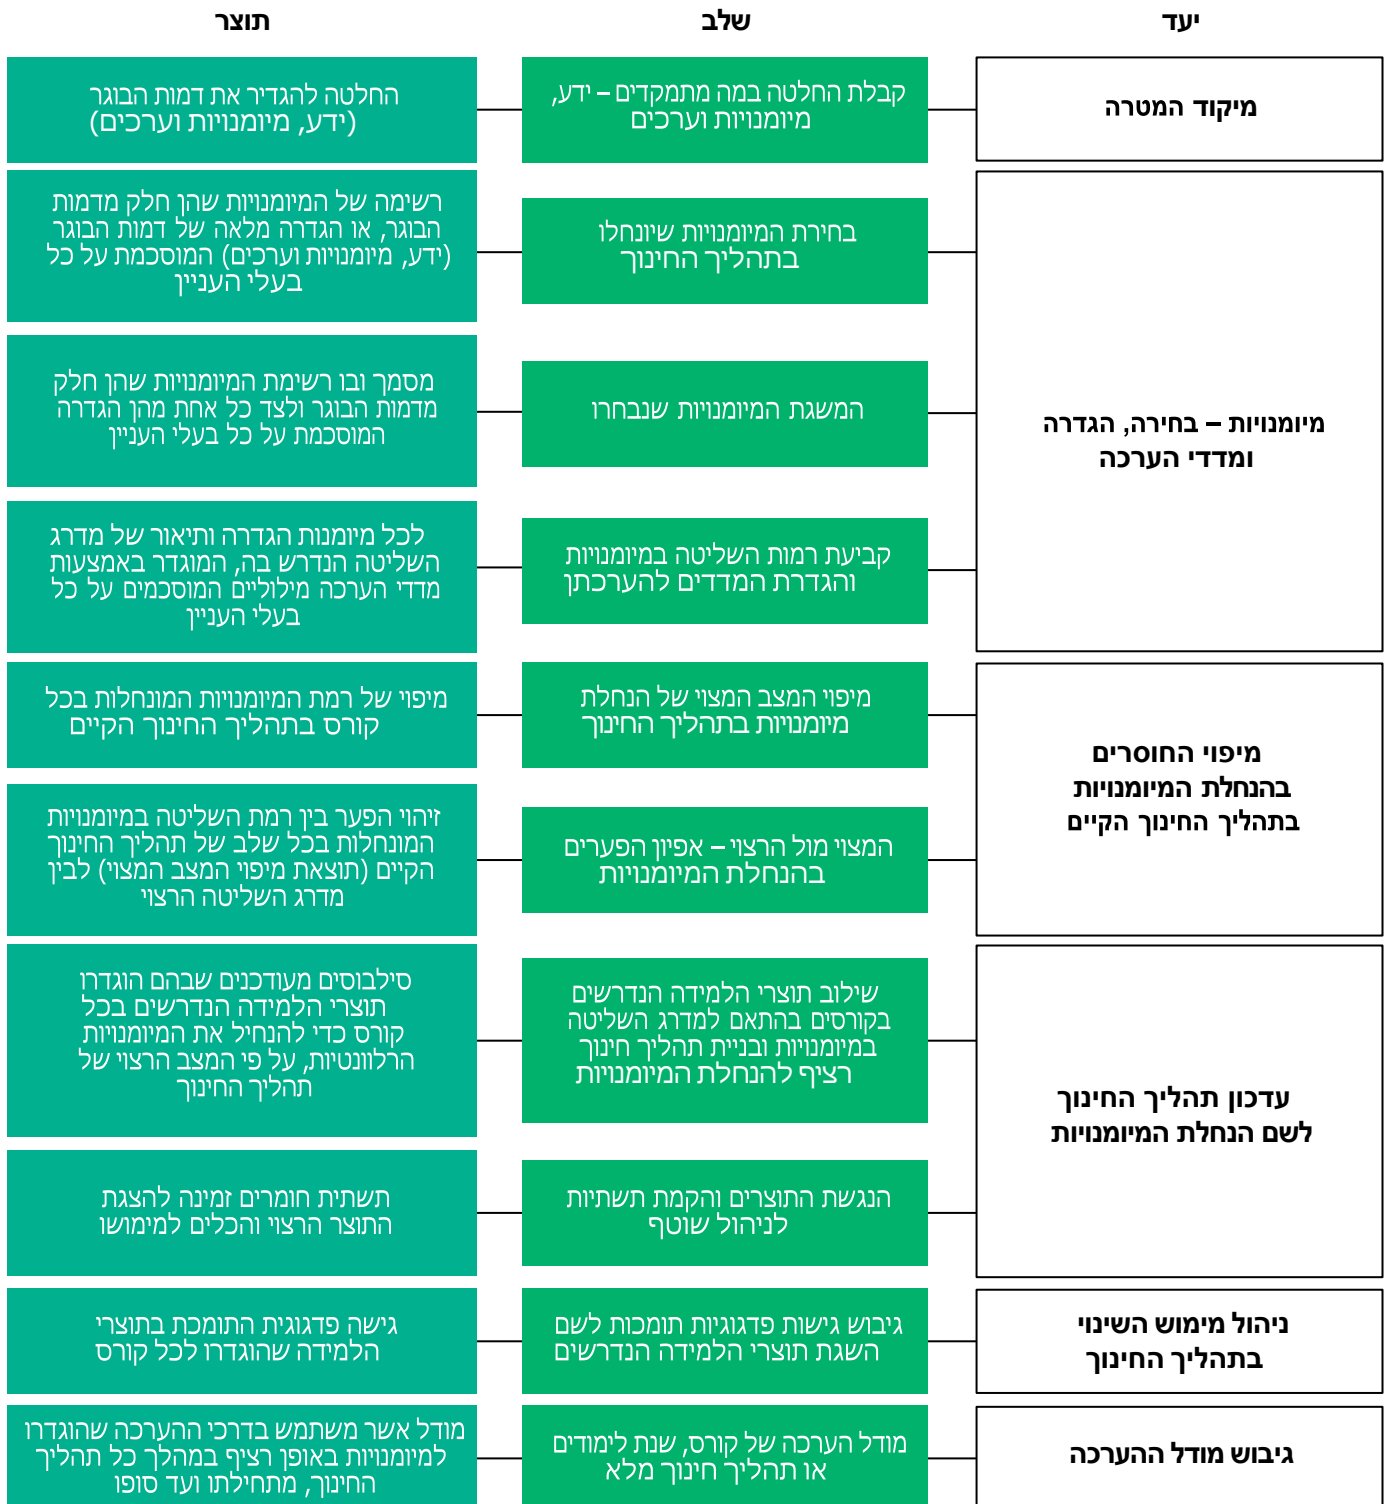 יעד
שלב
תוצר
מיקוד המטרה
קבלת החלטה במה מתמקדים – ידע,
מיומנויות וערכים
החלטה להגדיר את דמות הבוגר
(ידע, מיומנויות וערכים)
מיומנויות – בחירה, הגדרה
ומדדי הערכה
בחירת המיומנויות שיונחלו
בתהליך החינוך
רשימה של המיומנויות שהן חלק מדמות
הבוגר, או הגדרה מלאה של דמות הבוגר
(ידע, מיומנויות וערכים) המוסכמת על כל
בעלי העניין
המשגת המיומנויות שנבחרו
מסמך ובו רשימת המיומנויות שהן חלק
מדמות הבוגר ולצד כל אחת מהן הגדרה
המוסכמת על כל בעלי העניין
קביעת רמות השליטה במיומנויות
והגדרת המדדים להערכתן
לכל מיומנות הגדרה ותיאור של מדרג
השליטה הנדרש בה, המוגדר באמצעות
מדדי הערכה מילוליים המוסכמים על כל
בעלי העניין
מיפוי החוסרים
בהנחלת המיומנויות
בתהליך החינוך הקיים
מיפוי המצב המצוי של הנחלת
מיומנויות בתהליך החינוך
מיפוי של רמת המיומנויות המונחלות בכל
קורס בתהליך החינוך הקיים
המצוי מול הרצוי – אפיון הפערים
בהנחלת המיומנויות
זיהוי הפער בין רמת השליטה במיומנויות
המונחלות בכל שלב של תהליך החינוך
הקיים (תוצאת מיפוי המצב המצוי) לבין
מדרג השליטה הרצוי
עדכון תהליך החינוך
לשם הנחלת המיומנויות
שילוב תוצרי הלמידה הנדרשים
בקורסים בהתאם למדרג השליטה
במיומנויות ובניית תהליך חינוך
רציף להנחלת המיומנויות
סילבוסים מעודכנים שבהם הוגדרו
תוצרי הלמידה הנדרשים בכל
קורס כדי להנחיל את המיומנויות
הרלוונטיות, על פי המצב הרצוי של
תהליך החינוך
הנגשת התוצרים והקמת תשתיות
לניהול שוטף
תשתית חומרים זמינה להצגת
התוצר הרצוי והכלים למימושו
ניהול מימוש השינוי
בתהליך החינוך
גיבוש גישות פדגוגיות תומכות לשם
השגת תוצרי הלמידה הנדרשים
גישה פדגוגית התומכת בתוצרי
הלמידה שהוגדרו לכל קורס
גיבוש מודל ההערכה
מודל הערכה של קורס, שנת לימודים
או תהליך חינוך מלא
מודל אשר משתמש בדרכי ההערכה שהוגדרו
למיומנויות באופן רציף במהלך כל תהליך
החינוך, מתחילתו ועד סופו